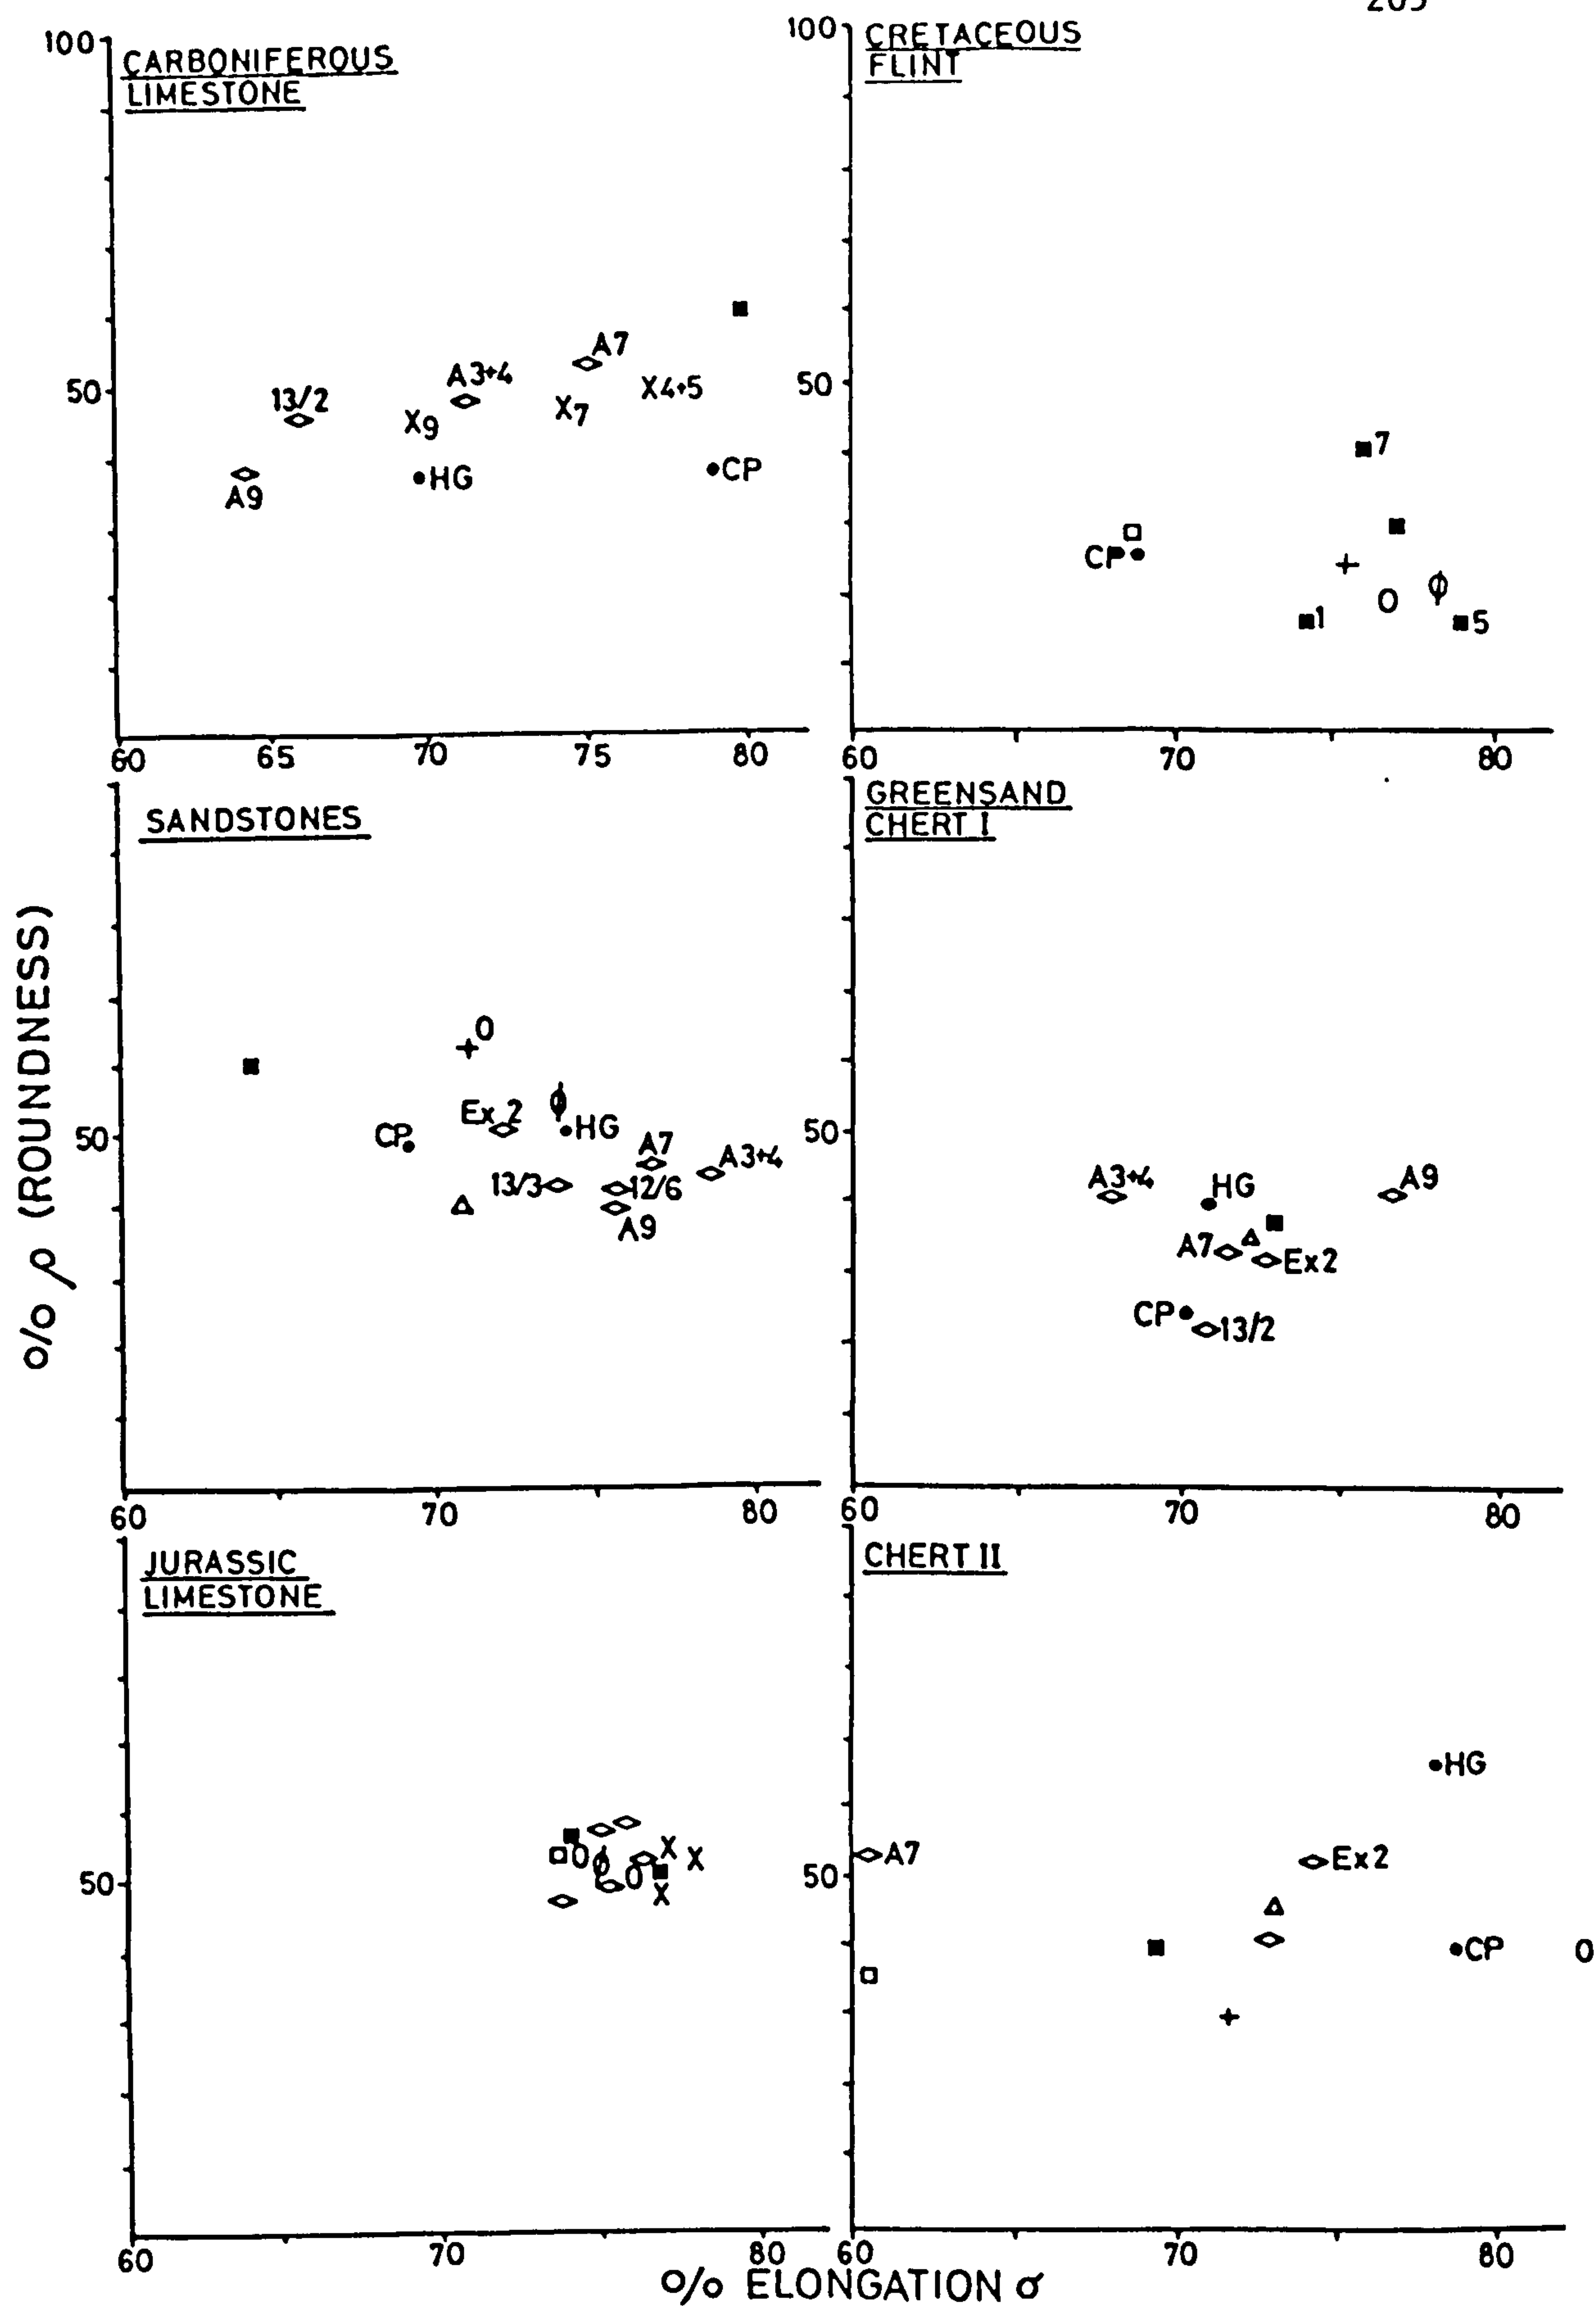 100
CARBONIFEROUS
LIMESTONE
A7
A3+4
X4+5
50
13/2
X7
X9
HG
CP
A9
60 65 70 75 80
100
CRETACEOUS
FLINT
50
7
CP
+
O
ϕ
1
5
60 70 80
SANDSTONES
O
+
ϕ
Ex 2
HG
CP
50
A7
A3+4
13/3
12/6
A9
60 70 80
GREENSAND
CHERT I
50
A3+4
HG
A9
A7
Ex2
CP
13/2
60 70 80
JURASSIC
LIMESTONE
X
X
O
ϕ
50
O
X
60 70 80
CHERT II
HG
A7
50
Ex2
CP
O
+
60 70 80
% ρ (ROUNDNESS)
% ELONGATION σ